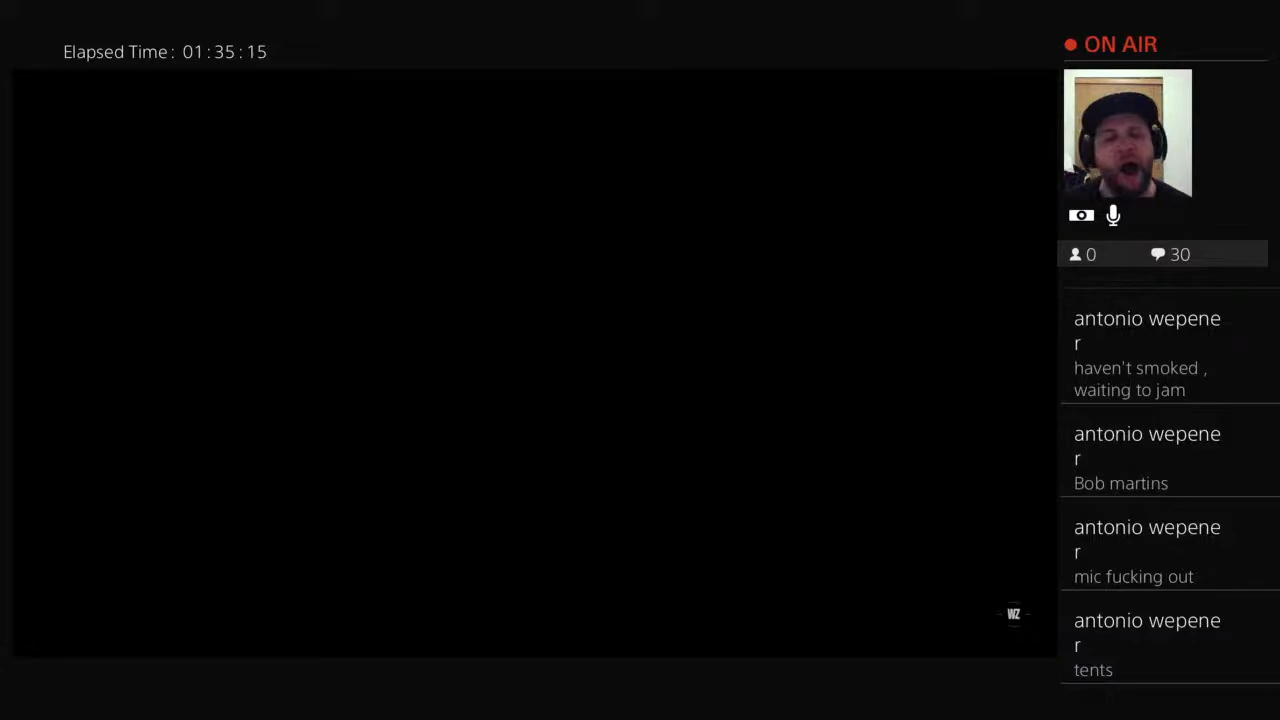 Elapsed Time: 01:35:15
ON AIR
0 30
antonio wepene
r
haven't smoked ,
waiting to jam
antonio wepene
r
Bob martins
antonio wepene
r
mic fucking out
antonio wepene
r
tents
WZ